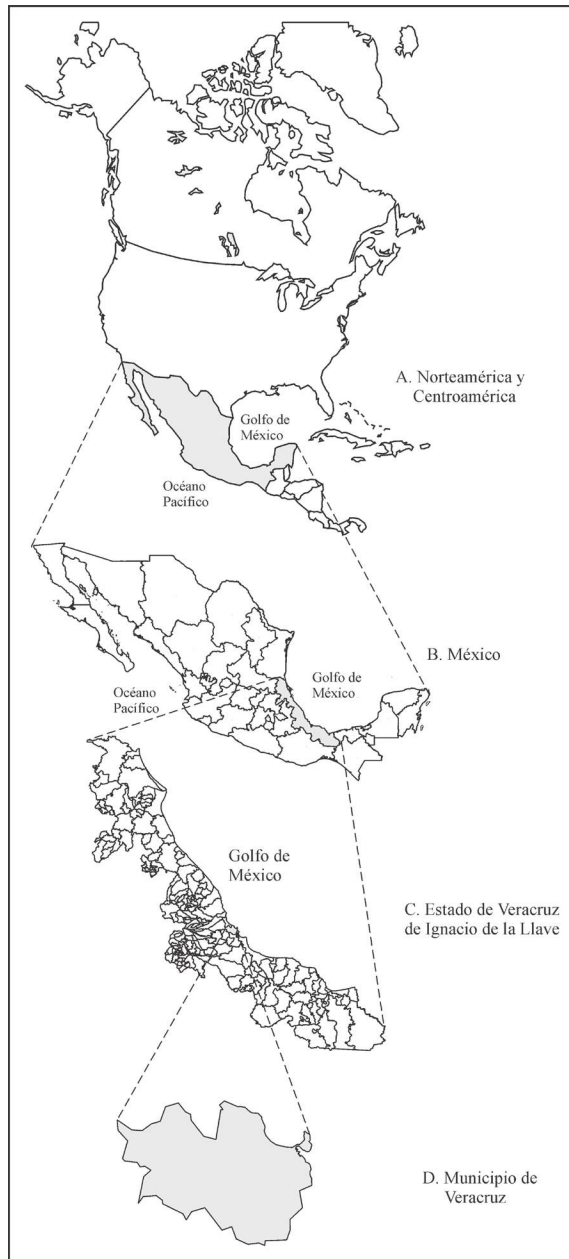 A. Norteamérica y
Centroamérica
Golfo de
México
Océano
Pacífico
B. México
Golfo de
México
Océano
Pacífico
Golfo de
México
C. Estado de Veracruz
de Ignacio de la Llave
D. Municipio de
Veracruz